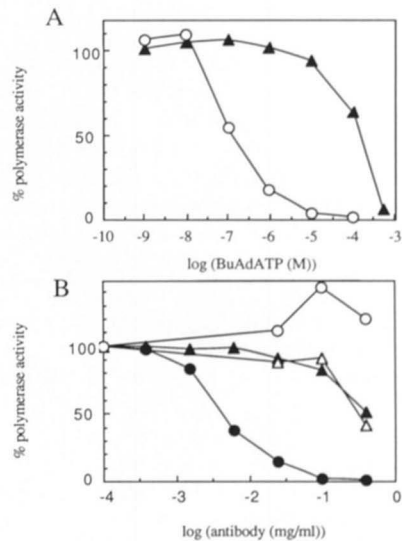 A
% polymerase activity
100
50
0
-10 -9 -8 -7 -6 -5 -4 -3
log (BuAdATP (M))
B
% polymerase activity
100
50
0
-4 -3 -2 -1 0
log (antibody (mg/ml))